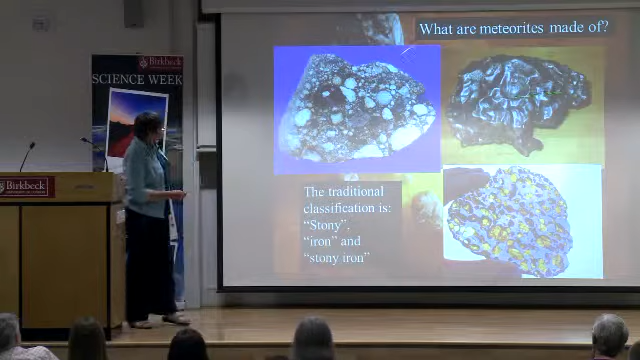 What are meteorites made of?
Birkbeck
SCIENCE WEEK
The traditional
classification is:
“Stony”,
“iron” and
“stony iron”
Birkbeck